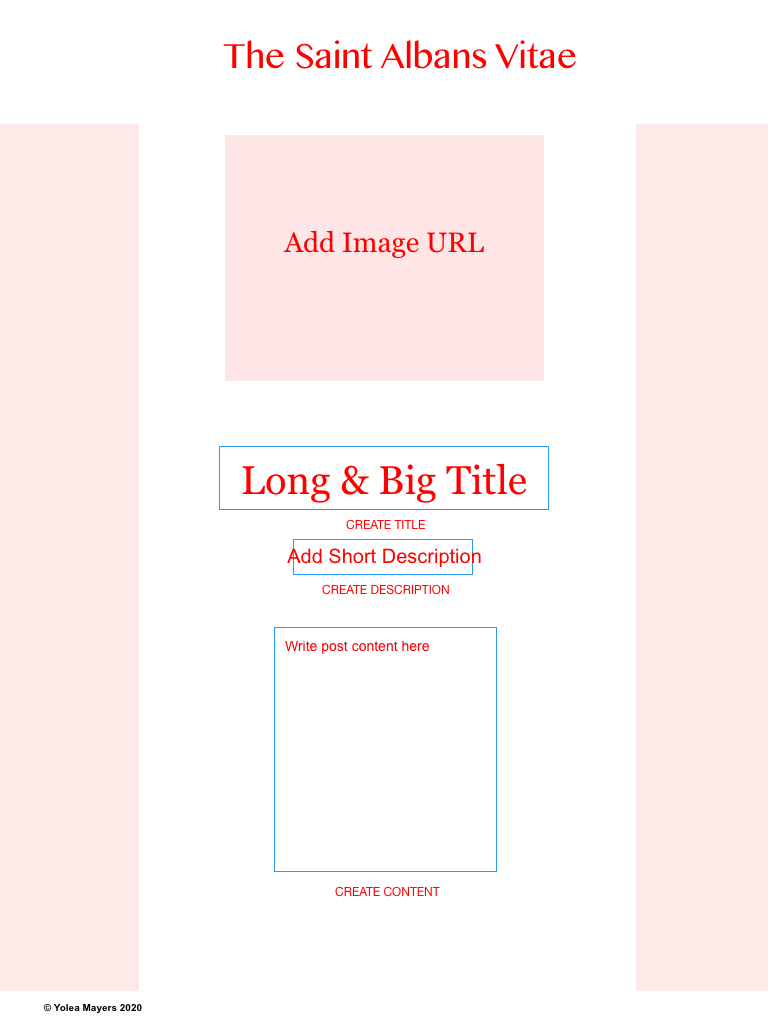 The Saint Albans Vitae
Add Image URL
Long & Big Title
CREATE TITLE
Add Short Description
CREATE DESCRIPTION
Write post content here
CREATE CONTENT
© Yolea Mayers 2020